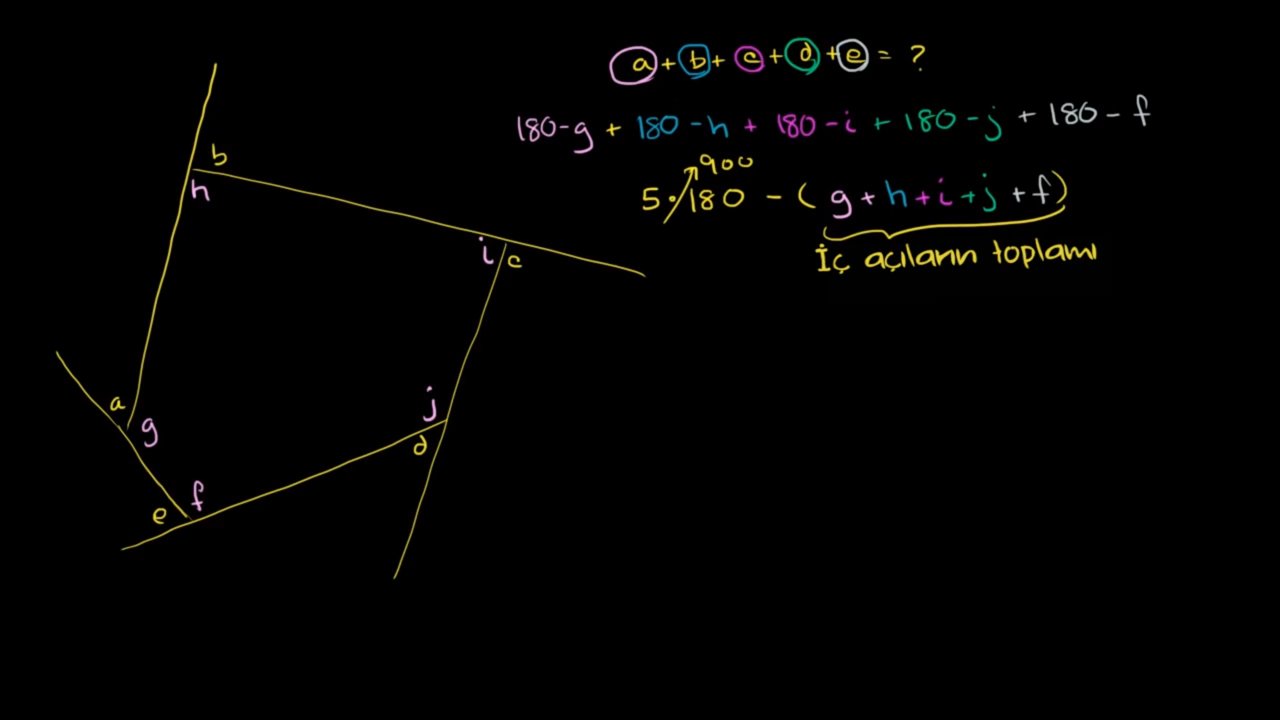 a + b + c + d + e = ?
180-g + 180-h + 180-i + 180-j + 180-f
900
5.180 - ( g + h + i + j + f )
İç açıların toplamı
b
h
i c
a
g
j
d
f
e